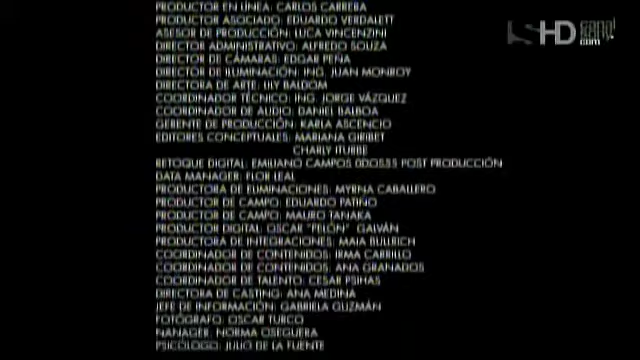 PRODUCTOR EN LÍNEA: CARLOS CARRERA
PRODUCTOR ASOCIADO: EDUARDO VERDALETT
ASESOR DE PRODUCCIÓN: LUCA VINCENZINI
DIRECTOR ADMINISTRATIVO: ALFREDO SOUZA
DIRECTOR DE CÁMARAS: EDGAR PEÑA
DIRECTOR DE ILUMINACIÓN: ING. JUAN MONROY
DIRECTORA DE ARTE: LILY BALDOM
COORDINADOR TÉCNICO: ING. JORGE VÁZQUEZ
COORDINADOR DE AUDIO: DANIEL BALBOA
GERENTE DE PRODUCCIÓN: KARLA ASCENCIO
EDITORES CONCEPTUALES: MARIANA GIRIBET
CHARLY ITURBE
RETOQUE DIGITAL: EMILIANO CAMPOS POST PRODUCCIÓN
DATA MANAGER: FLOR LEAL
PRODUCTORA DE ELIMINACIONES: MYRNA CABALLERO
PRODUCTOR DE CAMPO: EDUARDO PATIÑO
PRODUCTOR DE CAMPO: MAURO TANAKA
PRODUCTOR DIGITAL: OSCAR "PELÓN" GALVÁN
PRODUCTORA DE INTEGRACIONES: MAIA BULLRICH
COORDINADOR DE CONTENIDOS: IRMA CARRILLO
COORDINADOR DE CONTENIDOS: ANA GRANADOS
COORDINADOR DE TALENTO: CESAR PSIHAS
DIRECTORA DE CASTING: ANA MEDINA
JEFE DE INFORMACIÓN: GABRIELA GUZMÁN
FOTÓGRAFO: OSCAR TURCO
MANAGER: NORMA OSEGUERA
PSICÓLOGO: JULIO DE LA FUENTE
HD
canal
.com